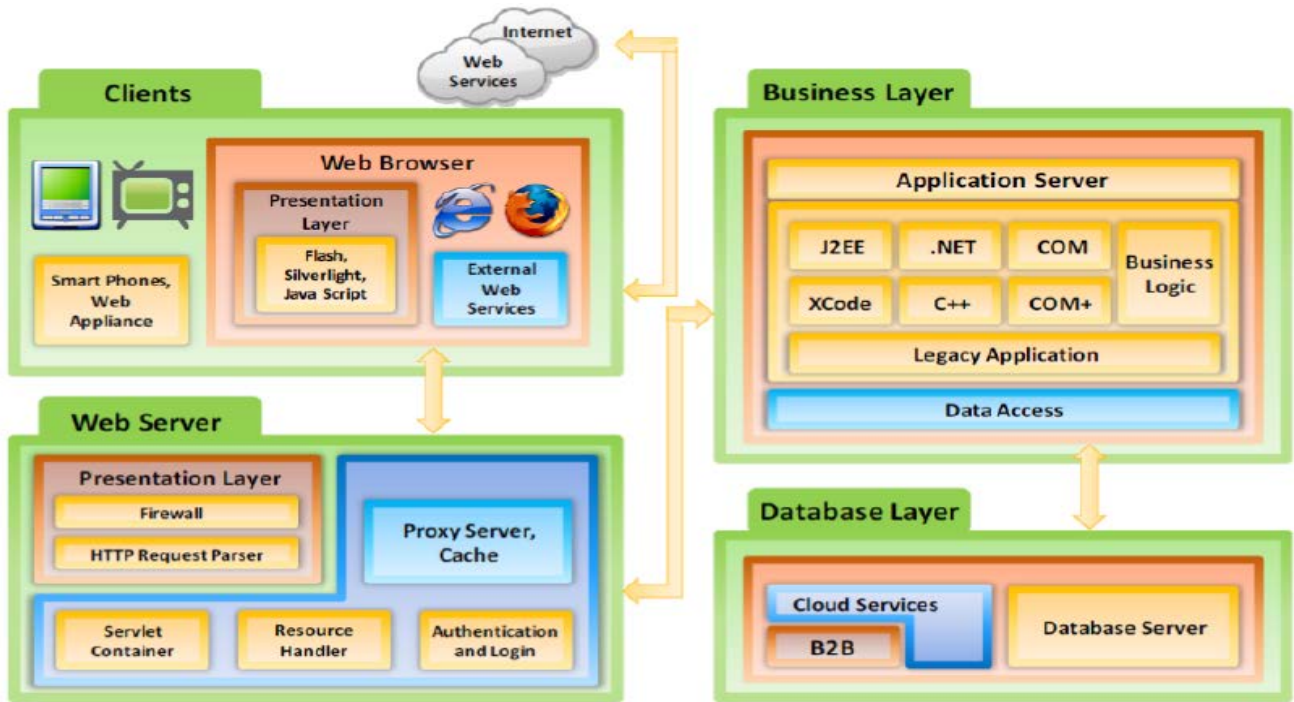 Internet
Web
Services
Clients
Web Browser
Presentation
Layer
Flash,
Silverlight,
Java Script
External
Web
Services
Smart Phones,
Web
Appliance
Web Server
Presentation Layer
Firewall
HTTP Request Parser
Proxy Server,
Cache
Servlet
Container
Resource
Handler
Authentication
and Login
Business Layer
Application Server
J2EE
.NET
COM
Business
Logic
XCode
C++
COM+
Legacy Application
Data Access
Database Layer
Cloud Services
B2B
Database Server